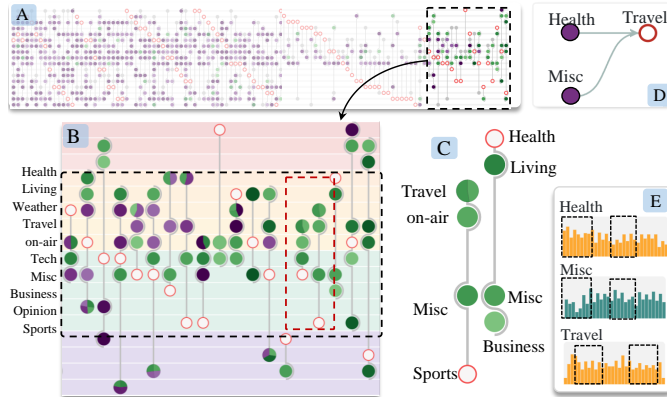 A
Health
Travel
Misc
D
B
Health
Living
Weather
Travel
on-air
Tech
Misc
Business
Opinion
Sports
C
Health
Living
Travel
on-air
Misc
Misc
Business
Sports
E
Health
Misc
Travel